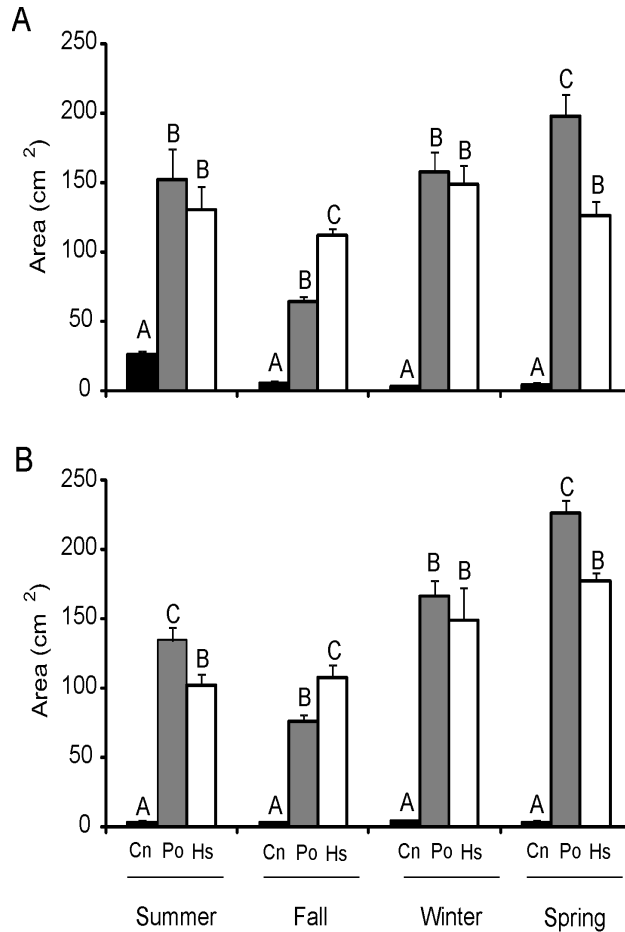 A
250
200
150
100
50
0
Area (cm 2)
A B B
A B C
A B B
A C B
B
250
200
150
100
50
0
Area (cm 2)
A C B
A B C
A B B
A C B
Cn Po Hs Cn Po Hs Cn Po Hs Cn Po Hs
Summer Fall Winter Spring